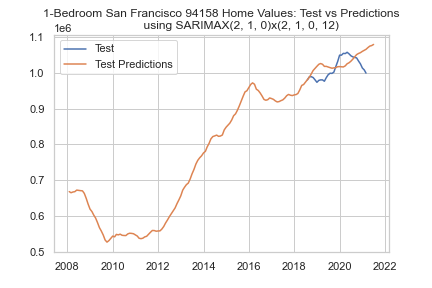 1-Bedroom San Francisco 94158 Home Values: Test vs Predictions
using SARIMAX(2, 1, 0)x(2, 1, 0, 12)
1e6
Test
Test Predictions
1.1
1.0
0.9
0.8
0.7
0.6
0.5
2008 2010 2012 2014 2016 2018 2020 2022